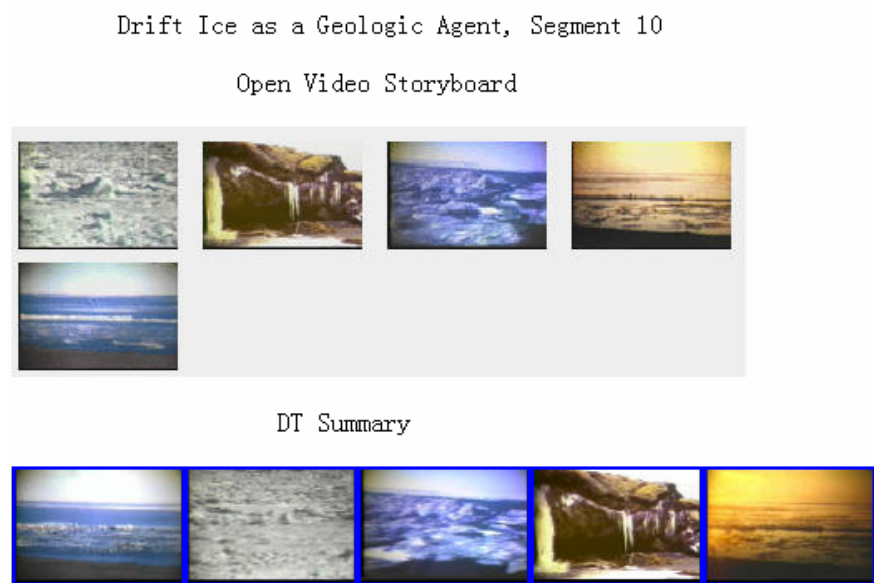 Drift Ice as a Geologic Agent, Segment 10
Open Video Storyboard
DT Summary